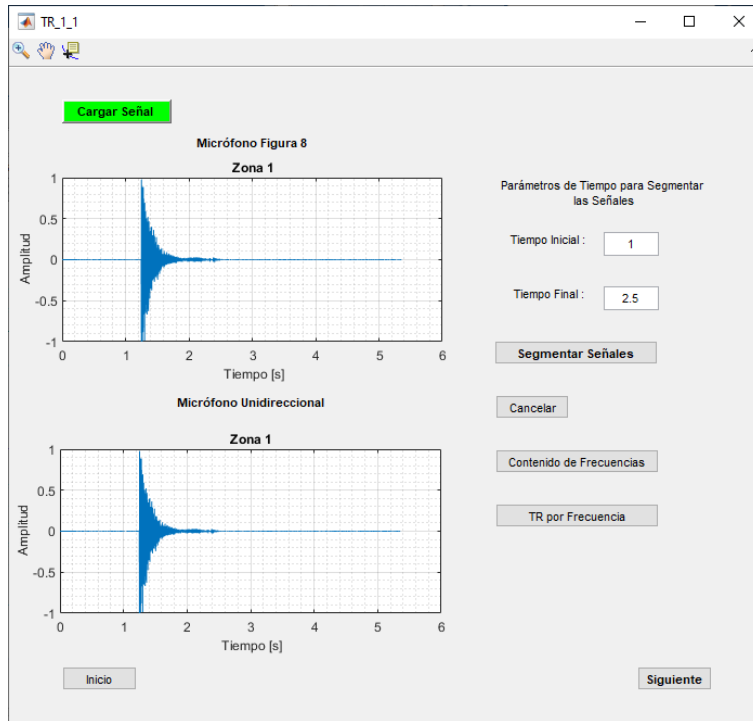 TR_1_1
Cargar Señal
Micrófono Figura 8
Zona 1
1
0.5
0
-0.5
-1
Amplitud
0 1 2 3 4 5 6
Tiempo [s]
Micrófono Unidireccional
Zona 1
1
0.5
0
-0.5
-1
Amplitud
0 1 2 3 4 5 6
Tiempo [s]
Inicio
Parámetros de Tiempo para Segmentar
las Señales
Tiempo Inicial : 1
Tiempo Final : 2.5
Segmentar Señales
Cancelar
Contenido de Frecuencias
TR por Frecuencia
Siguiente